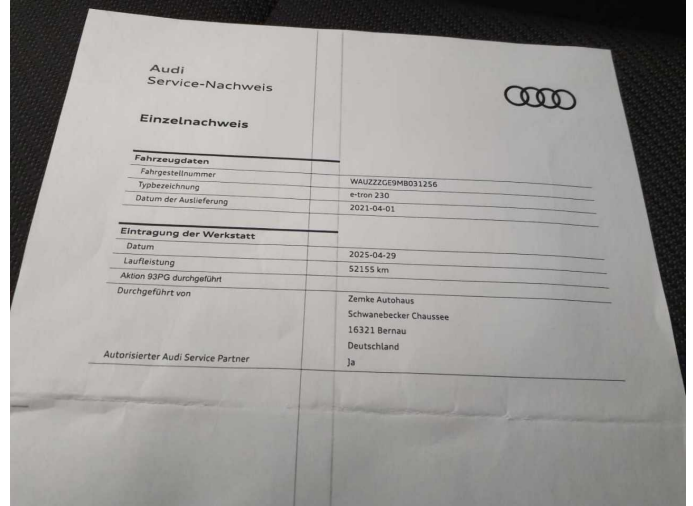 Audi
Service-Nachweis
Einzelnachweis
Fahrzeugdaten
Fahrgestellnummer WAUZZZGE9MB031256
Typbezeichnung e-tron 230
Datum der Auslieferung 2021-04-01
Eintragung der Werkstatt
Datum 2025-04-29
Laufleistung 52155 km
Aktion 93PG durchgeführt
Durchgeführt von Zemke Autohaus
Schwanebecker Chaussee
16321 Bernau
Deutschland
Autorisierter Audi Service Partner Ja